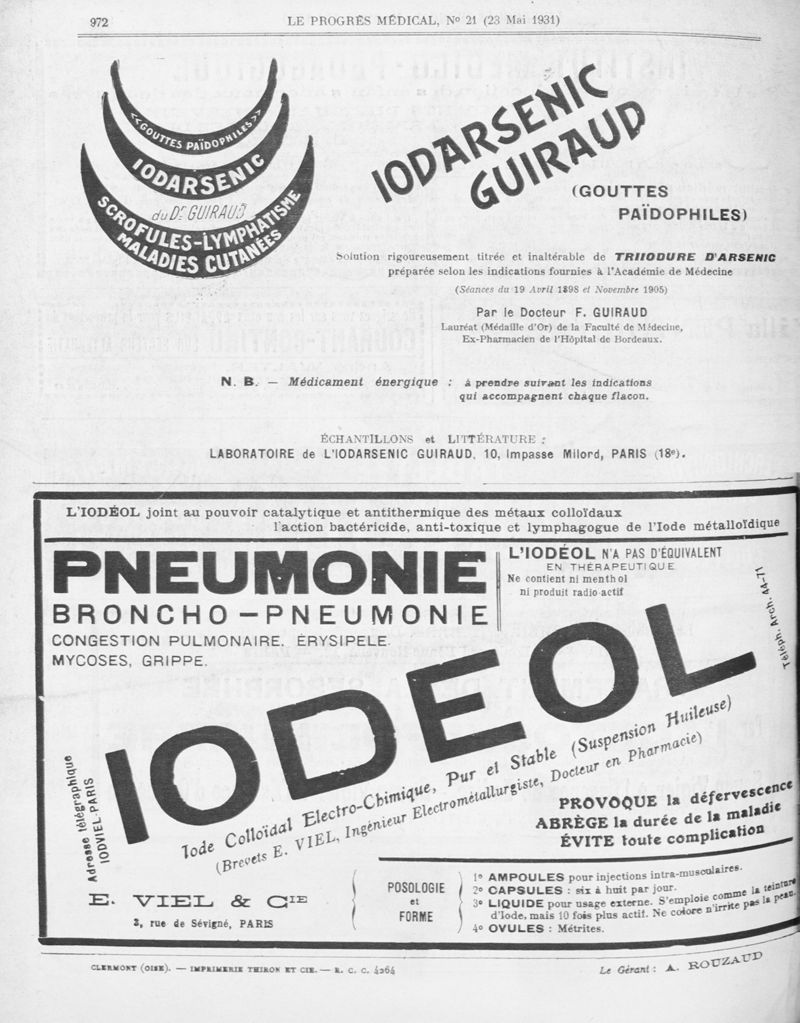 972
LE PROGRÈS MÉDICAL, No 21 (23 Mai 1931)
<<GOUTTES PAÏDOPHILES>>
IODARSENIC
du Dr GUIRAUD
SCROFULES-LYMPHATISME
MALADIES CUTANÉES
IODARSENIC
GUIRAUD
(GOUTTES
PAÏDOPHILES)
Solution rigoureusement titrée et inaltérable de TRIIODURE D'ARSENIC
préparée selon les indications fournies à l'Académie de Médecine
(Séances du 19 Avril 1898 et Novembre 1905)
Par le Docteur F. GUIRAUD
Lauréat (Médaille d'Or) de la Faculté de Médecine,
Ex-Pharmacien de l'Hôpital de Bordeaux.
N. B. — Médicament énergique : à prendre suivant les indications
qui accompagnent chaque flacon.
ÉCHANTILLONS et LITTÉRATURE :
LABORATOIRE de L'IODARSENIC GUIRAUD, 10, Impasse Milord, PARIS (18e).
L'IODÉOL joint au pouvoir catalytique et antithermique des métaux colloïdaux
l'action bactéricide, anti-toxique et lymphagogue de l'Iode métalloïdique
PNEUMONIE
BRONCHO-PNEUMONIE
CONGESTION PULMONAIRE. ÉRYSIPELE.
MYCOSES, GRIPPE.
L'IODÉOL N'A PAS D'ÉQUIVALENT
EN THÉRAPEUTIQUE
Ne contient ni menthol
ni produit radio-actif
Téléph. Arch. 44-71
IODEOL
Adresse télégraphique
IODVIEL-PARIS
Iode Colloïdal Electro-Chimique, Pur et Stable (Suspension Huileuse)
(Brevets E. VIEL, Ingénieur Electrométallurgiste, Docteur en Pharmacie)
PROVOQUE la défervescence
ABRÈGE la durée de la maladie
ÉVITE toute complication
E. VIEL & CIE
3, rue de Sévigné, PARIS
POSOLOGIE
et
FORME
1o AMPOULES pour injections intra-musculaires.
2o CAPSULES : six à huit par jour.
3o LIQUIDE pour usage externe. S'emploie comme la teinture
d'Iode, mais 10 fois plus actif. Ne colore n'irrite pas la peau.
4o OVULES : Métrites.
CLERMONT (OISE). — IMPRIMERIE THIRON ET CIE. — R. C. C. 4264
Le Gérant : A. ROUZAUD